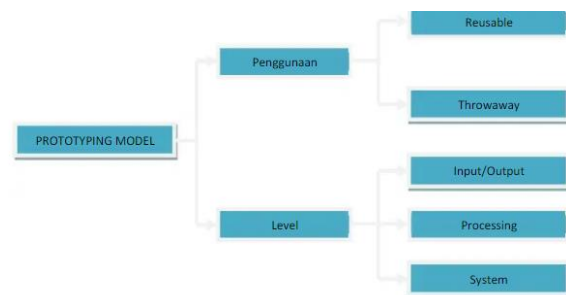 PROTOTYPING MODEL
Penggunaan
Reusable
Throwaway
Level
Input/Output
Processing
System